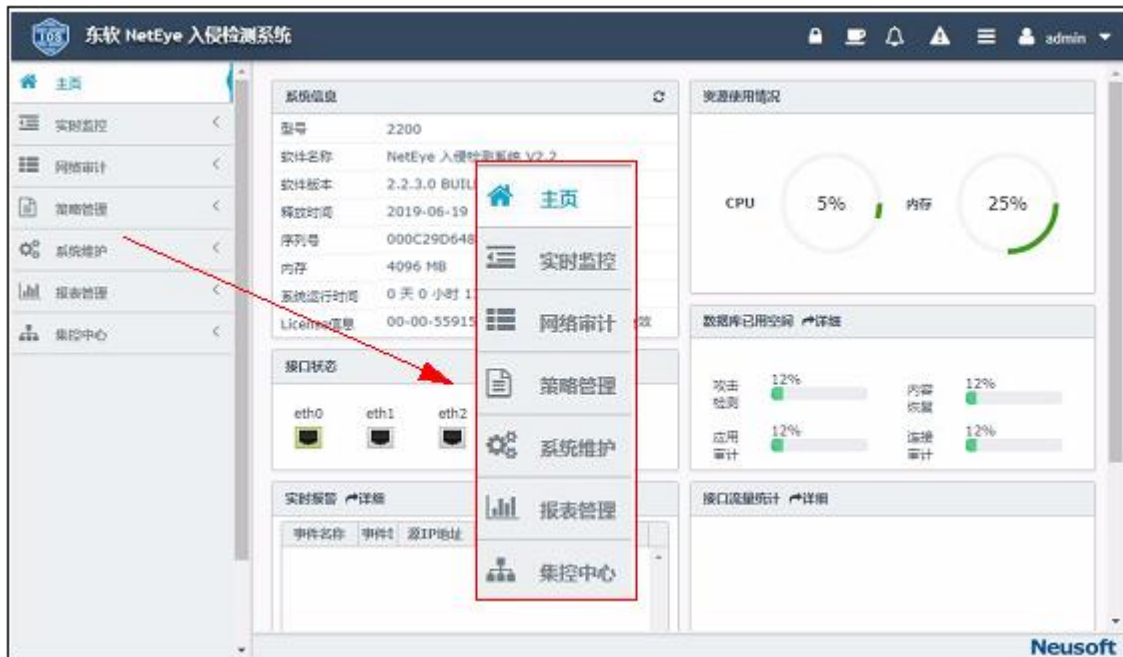 IDS 东软 NetEye 入侵检测系统
admin
主页
实时监控
网络审计
策略管理
系统维护
报表管理
集控中心
系统信息
型号 2200
软件名称 NetEye 入侵检测系统 V2.2
软件版本 2.2.3.0 BUIL
释放时间 2019-06-19
序列号 000C29D648
内存 4096 MB
系统运行时间 0 天 0 小时 1
License信息 00-00-55915 效
接口状态
eth0 eth1 eth2
实时报警 详细
事件名称 事件 源IP地址
主页
实时监控
网络审计
策略管理
系统维护
报表管理
集控中心
资源使用情况
CPU 5% 内存 25%
数据库已用空间 详细
攻击检测 12% 内容恢复 12%
应用审计 12% 连接审计 12%
接口流量统计 详细
Neusoft